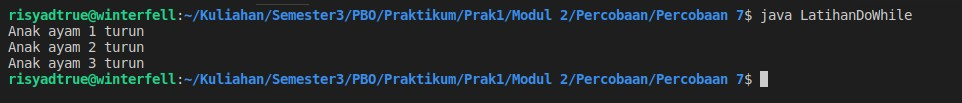 risyadtrue@winterfell:~/Kuliahan/Semester3/PBO/Praktikum/Prak1/Modul 2/Percobaan/Percobaan 7$ java LatihanDoWhile
Anak ayam 1 turun
Anak ayam 2 turun
Anak ayam 3 turun
risyadtrue@winterfell:~/Kuliahan/Semester3/PBO/Praktikum/Prak1/Modul 2/Percobaan/Percobaan 7$